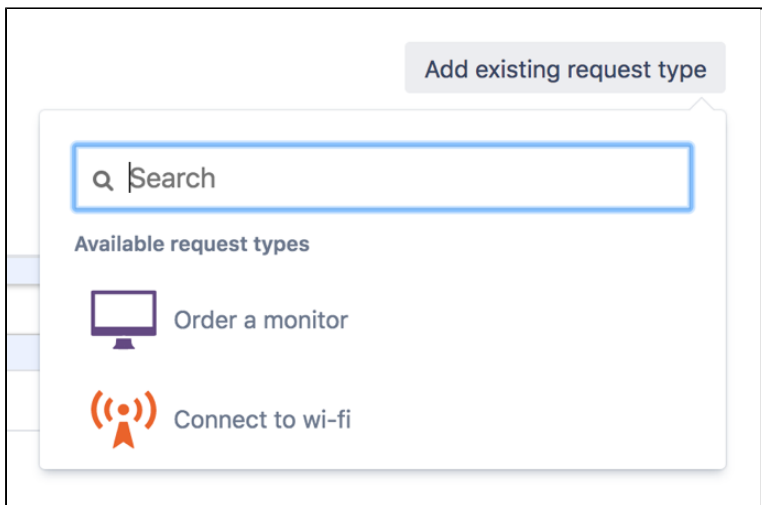 Add existing request type
Search
Available request types
Order a monitor
Connect to wi-fi